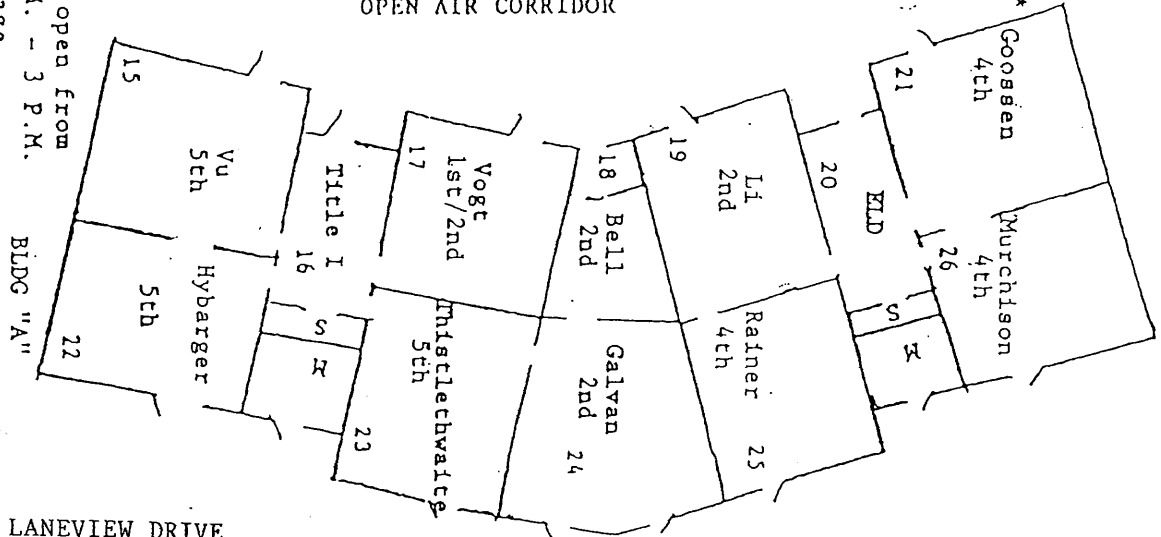 OPEN AIR CORRIDOR
*
open from
M. - 3 P.M.
15
Vu
5th
Title I
16
17
Vogt
1st/2nd
18
Bell
2nd
19
Li
2nd
20
ELD
21
Goossen
4th
Murchison
4th
26
Hybarger
5th
22
S
M
Thistlethwaite
5th
23
Galvan
2nd
24
Rainer
4th
25
S
M
BLDG "A"
LANEVIEW DRIVE